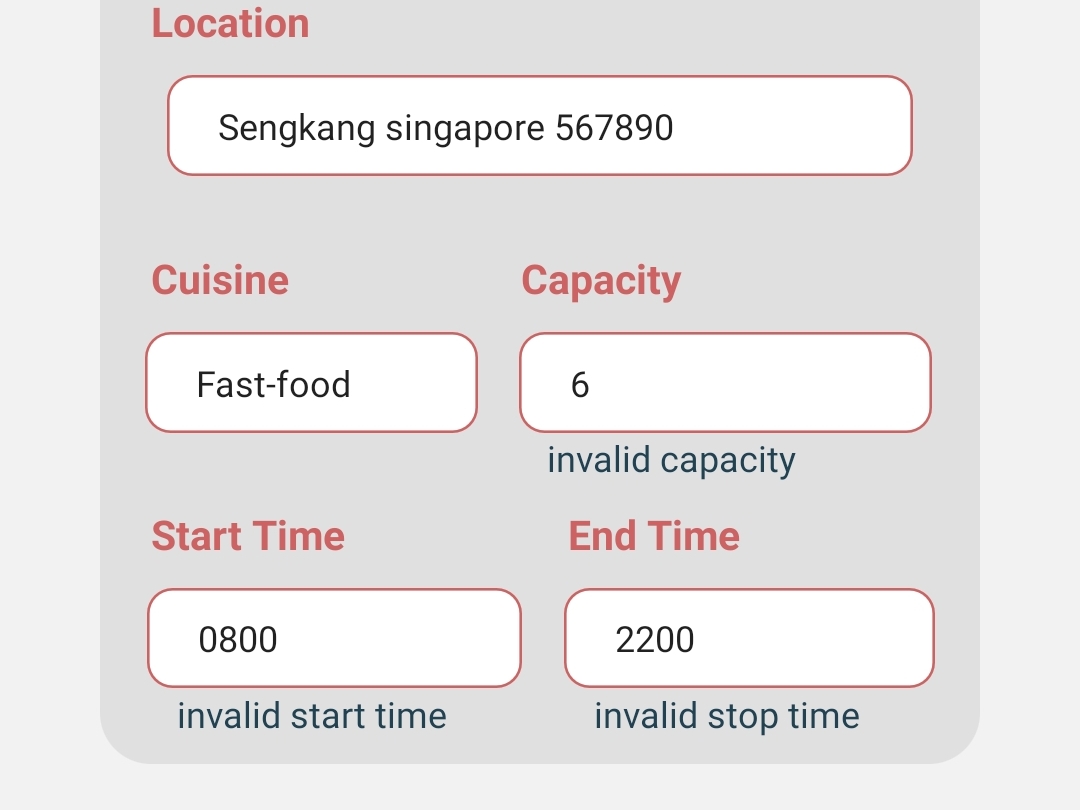 Location
Sengkang singapore 567890
Cuisine Capacity
Fast-food 6
invalid capacity
Start Time End Time
0800 2200
invalid start time invalid stop time